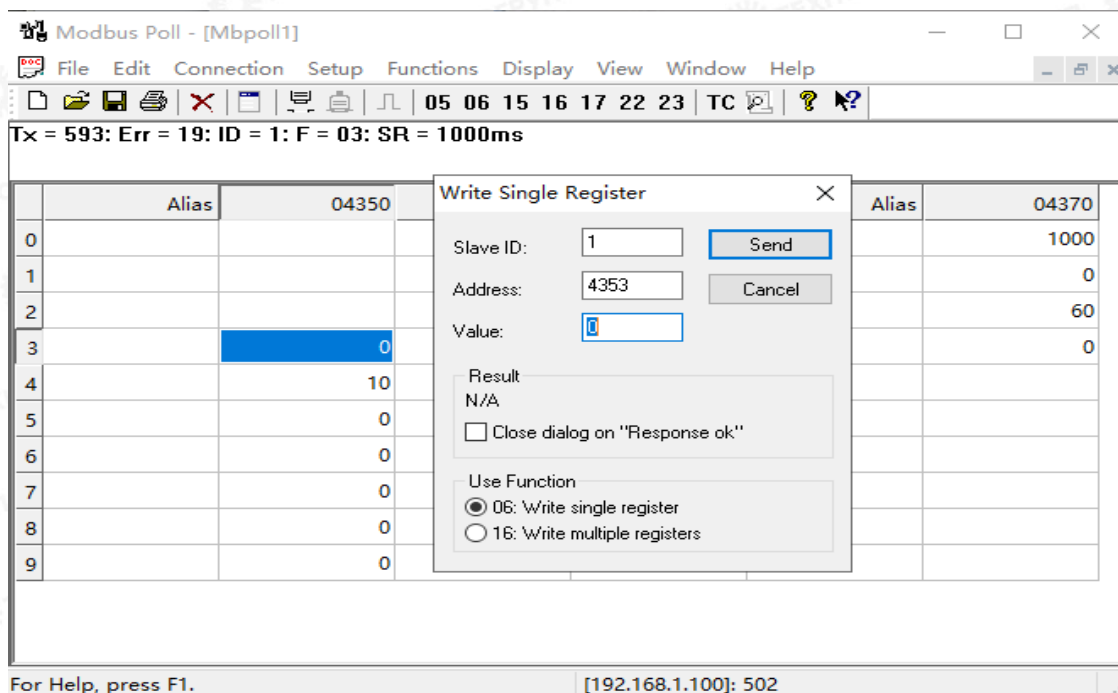 Modbus Poll - [Mbpoll1]
File Edit Connection Setup Functions Display View Window Help
05 06 15 16 17 22 23 TC
Tx = 593: Err = 19: ID = 1: F = 03: SR = 1000ms
Alias 04350 Alias 04370
0 1000
1 0
2 60
3 0 0
4 10
5 0
6 0
7 0
8 0
9 0
Write Single Register
Slave ID: 1 Send
Address: 4353 Cancel
Value: 0
Result
N/A
Close dialog on "Response ok"
Use Function
06: Write single register
16: Write multiple registers
For Help, press F1. [192.168.1.100]: 502